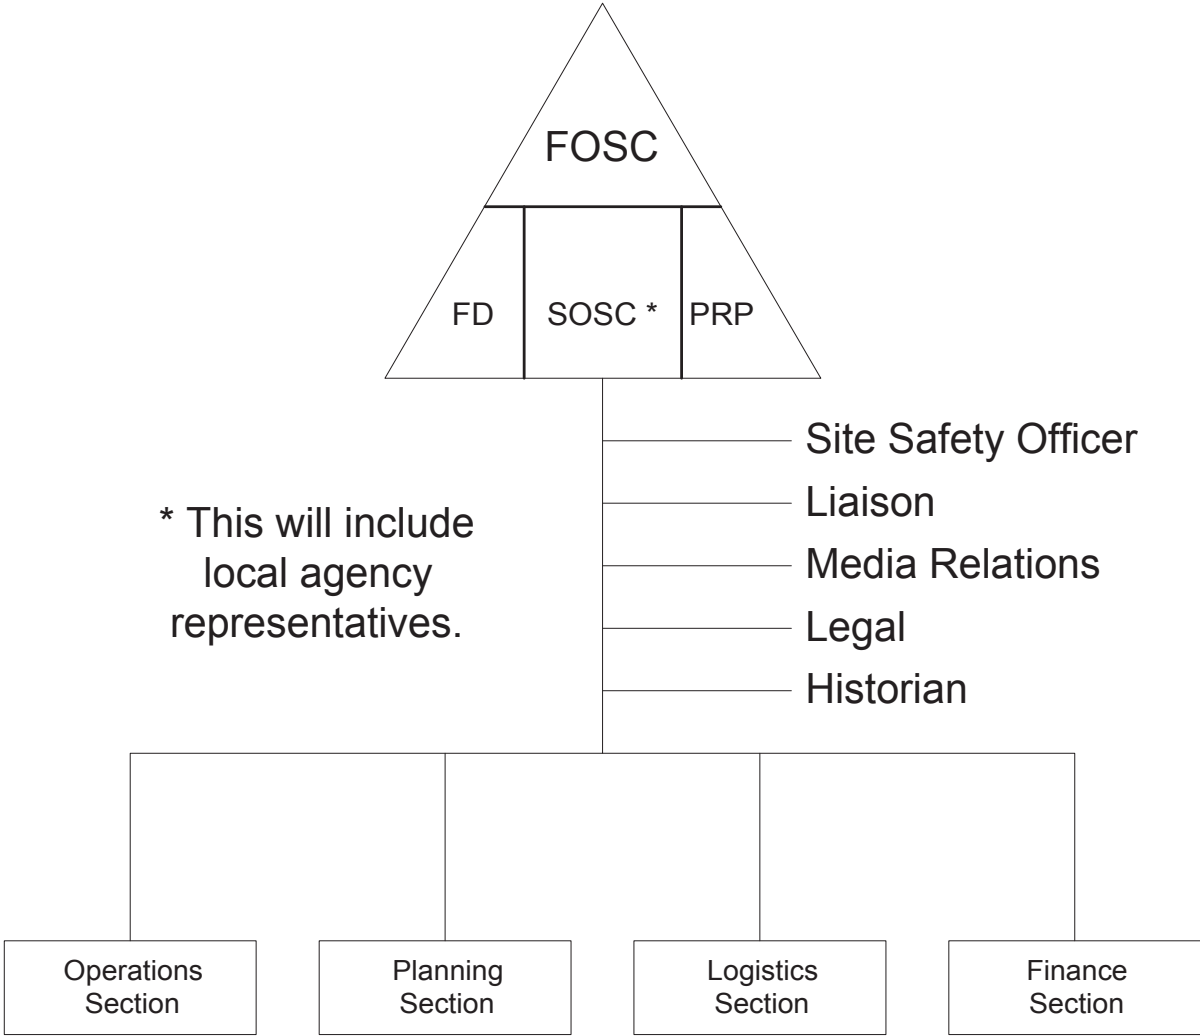 FOSC
FD
SOSC *
PRP
Site Safety Officer
Liaison
Media Relations
Legal
Historian
* This will include
local agency
representatives.
Operations
Section
Planning
Section
Logistics
Section
Finance
Section